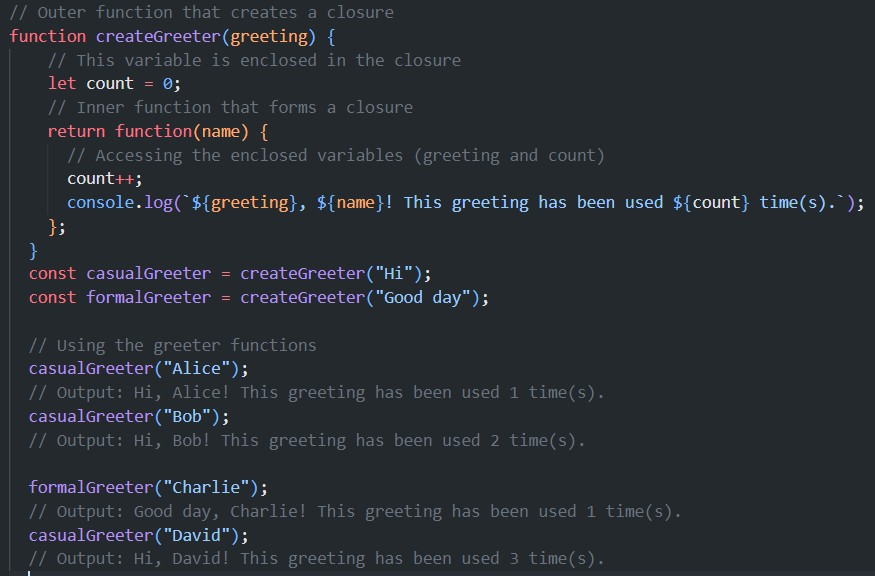 // Outer function that creates a closure
function createGreeter(greeting) {
// This variable is enclosed in the closure
let count = 0;
// Inner function that forms a closure
return function(name) {
// Accessing the enclosed variables (greeting and count)
count++;
console.log(`${greeting}, ${name}! This greeting has been used ${count} time(s).`);
};
}
const casualGreeter = createGreeter("Hi");
const formalGreeter = createGreeter("Good day");
// Using the greeter functions
casualGreeter("Alice");
// Output: Hi, Alice! This greeting has been used 1 time(s).
casualGreeter("Bob");
// Output: Hi, Bob! This greeting has been used 2 time(s).
formalGreeter("Charlie");
// Output: Good day, Charlie! This greeting has been used 1 time(s).
casualGreeter("David");
// Output: Hi, David! This greeting has been used 3 time(s).